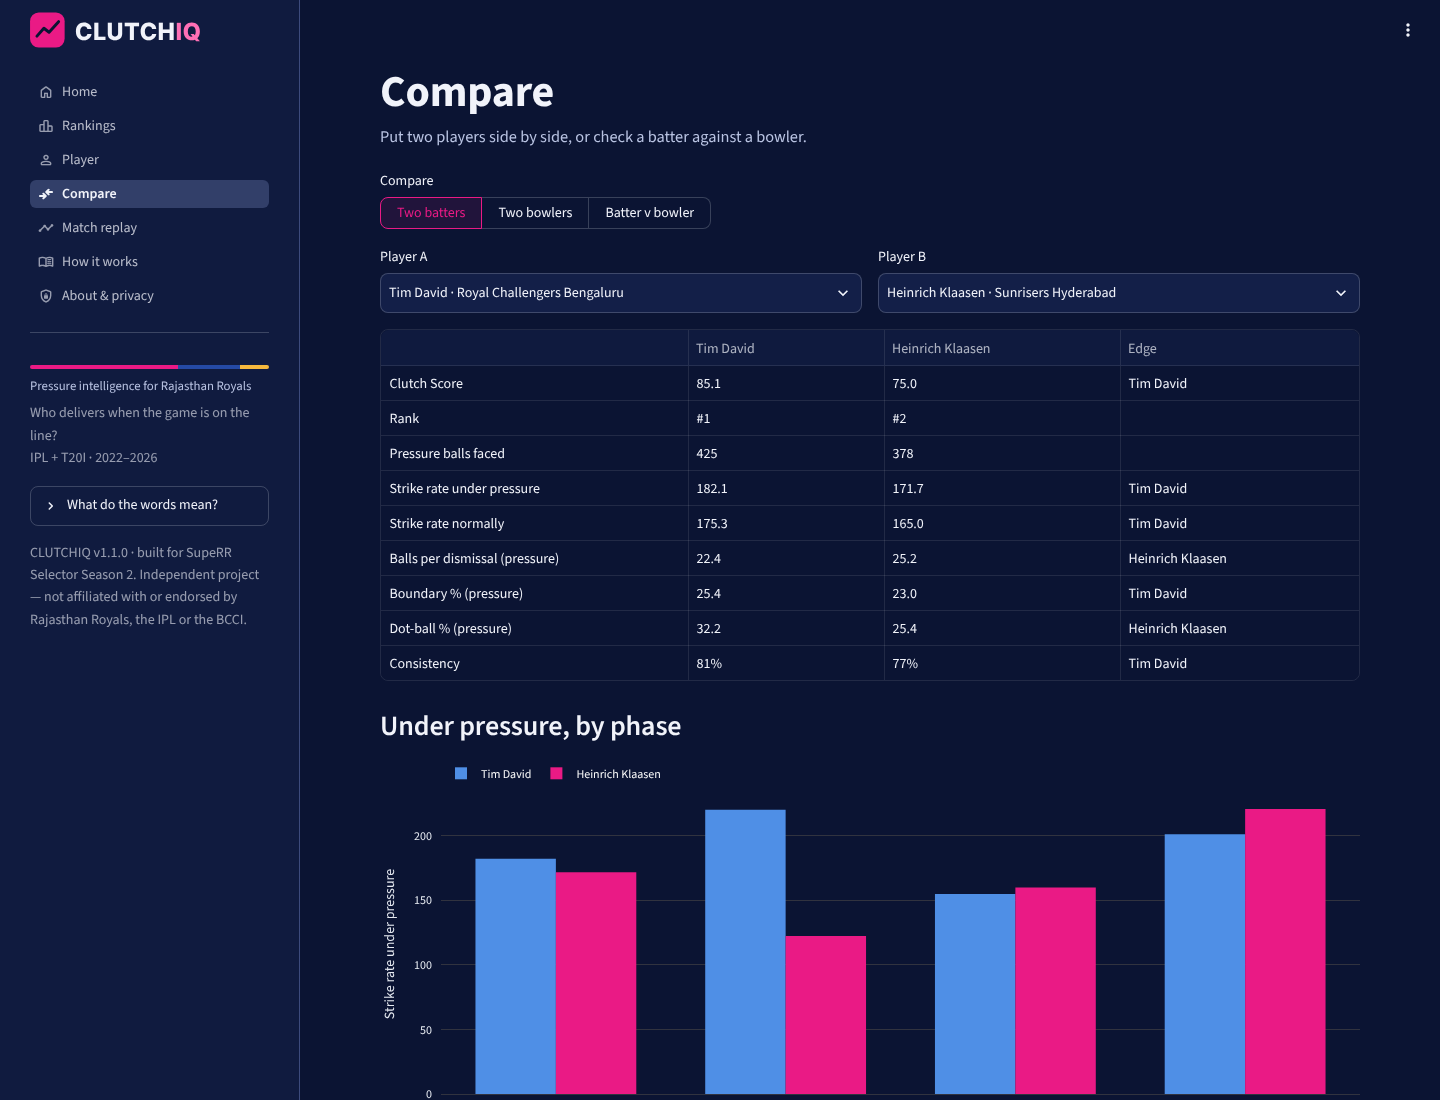 CLUTCHIQ
Home
Rankings
Player
Compare
Match replay
How it works
About & privacy
Pressure intelligence for Rajasthan Royals
Who delivers when the game is on the
line?
IPL + T20I · 2022–2026
What do the words mean?
CLUTCHIQ v1.1.0 · built for SupeRR
Selector Season 2. Independent project
— not affiliated with or endorsed by
Rajasthan Royals, the IPL or the BCCI.
Compare
Put two players side by side, or check a batter against a bowler.
Compare
Two batters Two bowlers Batter v bowler
Player A Player B
Tim David · Royal Challengers Bengaluru Heinrich Klaasen · Sunrisers Hyderabad
Tim David Heinrich Klaasen Edge
Clutch Score 85.1 75.0 Tim David
Rank #1 #2
Pressure balls faced 425 378
Strike rate under pressure 182.1 171.7 Tim David
Strike rate normally 175.3 165.0 Tim David
Balls per dismissal (pressure) 22.4 25.2 Heinrich Klaasen
Boundary % (pressure) 25.4 23.0 Tim David
Dot-ball % (pressure) 32.2 25.4 Heinrich Klaasen
Consistency 81% 77% Tim David
Under pressure, by phase
Tim David Heinrich Klaasen
Strike rate under pressure
200
150
100
50
0